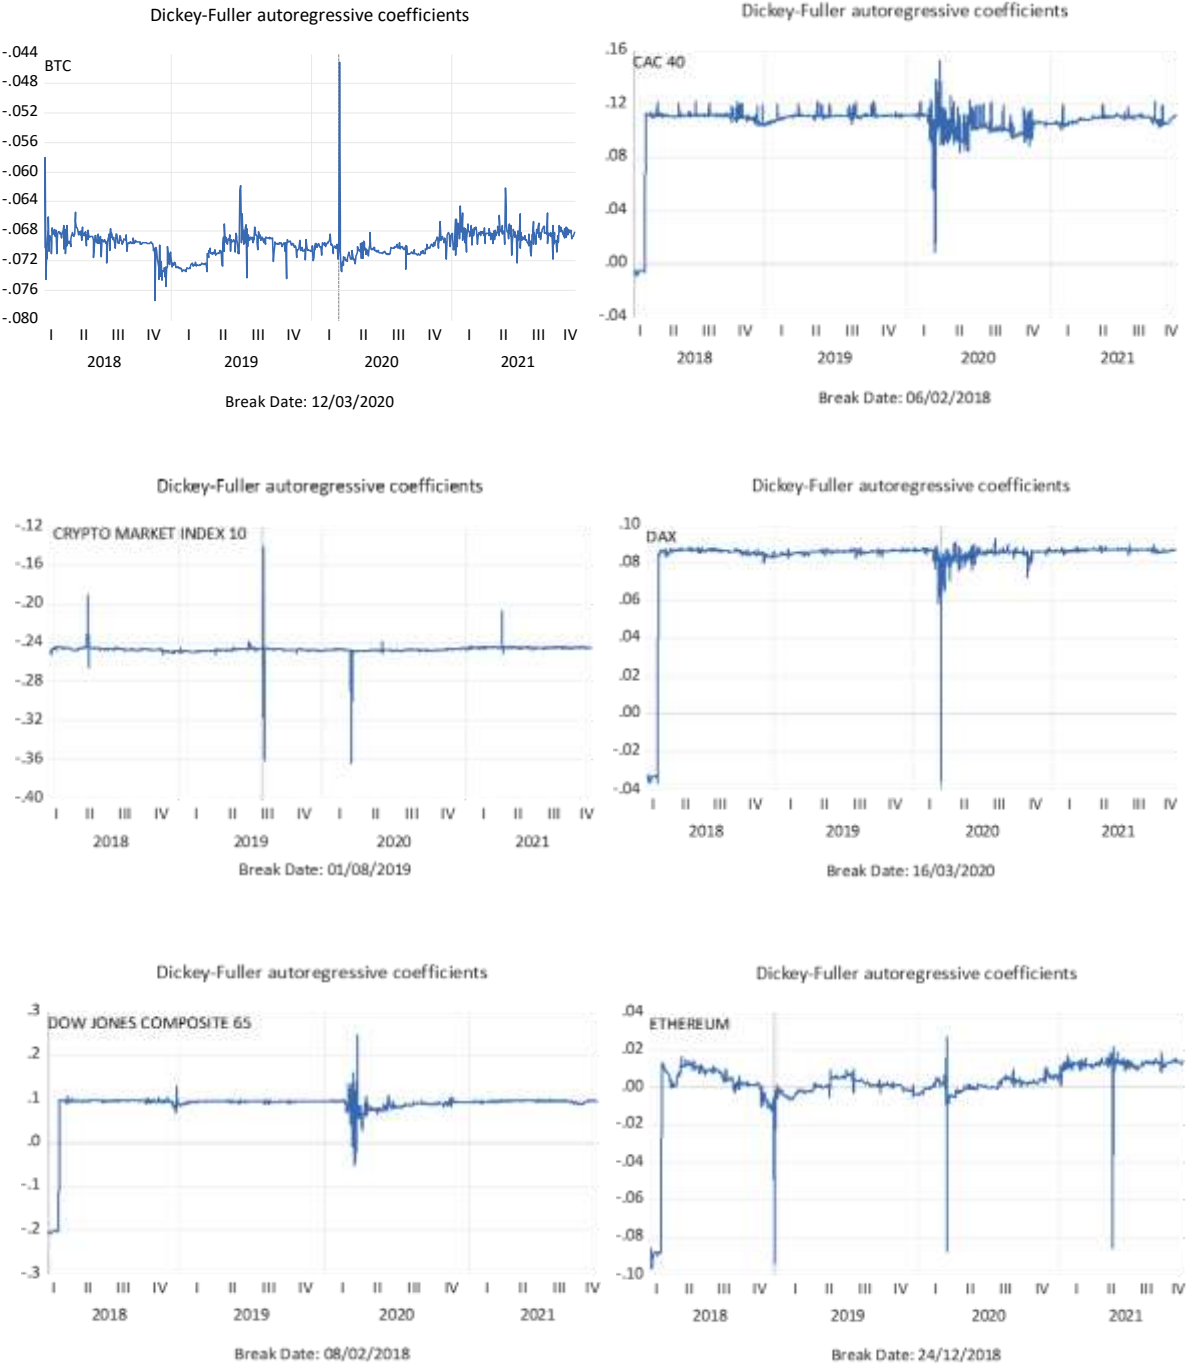 Dickey-Fuller autoregressive coefficients
BTC
-.044
-.048
-.052
-.056
-.060
-.064
-.068
-.072
-.076
-.080
I II III IV I II III IV I II III IV I II III IV
2018 2019 2020 2021
Break Date: 12/03/2020
Dickey-Fuller autoregressive coefficients
CAC 40
.16
.12
.08
.04
.00
-.04
I II III IV I II III IV I II III IV I II III IV
2018 2019 2020 2021
Break Date: 06/02/2018
Dickey-Fuller autoregressive coefficients
CRYPTO MARKET INDEX 10
-.12
-.16
-.20
-.24
-.28
-.32
-.36
-.40
I II III IV I II III IV I II III IV I II III IV
2018 2019 2020 2021
Break Date: 01/08/2019
Dickey-Fuller autoregressive coefficients
DAX
.10
.08
.06
.04
.02
.00
-.02
-.04
I II III IV I II III IV I II III IV I II III IV
2018 2019 2020 2021
Break Date: 16/03/2020
Dickey-Fuller autoregressive coefficients
DOW JONES COMPOSITE 65
.3
.2
.1
.0
-.1
-.2
-.3
I II III IV I II III IV I II III IV I II III IV
2018 2019 2020 2021
Break Date: 08/02/2018
Dickey-Fuller autoregressive coefficients
ETHEREUM
.04
.02
.00
-.02
-.04
-.06
-.08
-.10
I II III IV I II III IV I II III IV I II III IV
2018 2019 2020 2021
Break Date: 24/12/2018